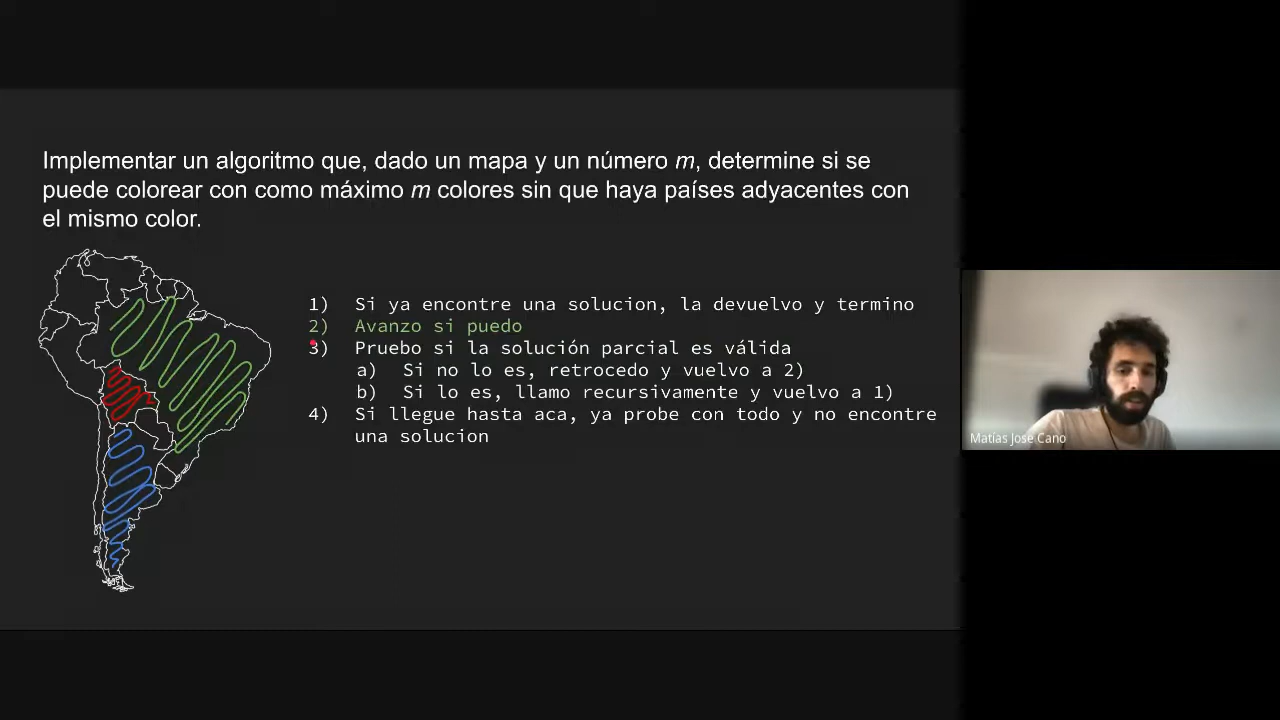 Implementar un algoritmo que, dado un mapa y un número m, determine si se
puede colorear con como máximo m colores sin que haya países adyacentes con
el mismo color.
1) Si ya encontre una solucion, la devuelvo y termino
2) Avanzo si puedo
3) Pruebo si la solución parcial es válida
a) Si no lo es, retrocedo y vuelvo a 2)
b) Si lo es, llamo recursivamente y vuelvo a 1)
4) Si llegue hasta aca, ya probe con todo y no encontre
una solucion
Matías José Cano